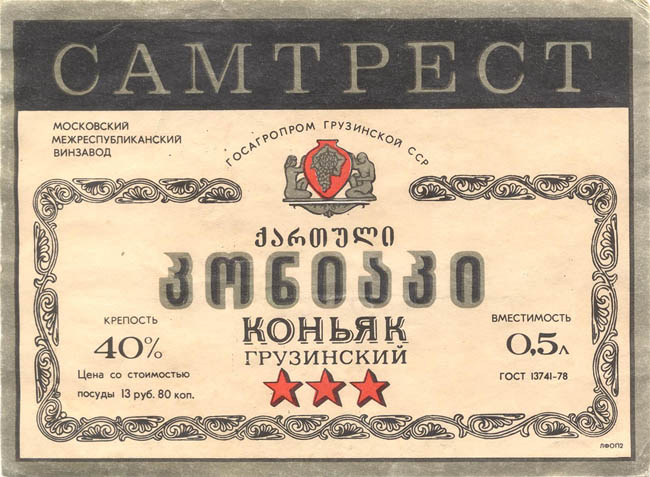 САМТРЕСТ
МОСКОВСКИЙ
МЕЖРЕСПУБЛИКАНСКИЙ
ВИНЗАВОД
ГОСАГРОПРОМ ГРУЗИНСКОЙ ССР
ქართული
კონიაკი
КОНЬЯК
ГРУЗИНСКИЙ
КРЕПОСТЬ
40%
Цена со стоимостью
посуды 13 руб. 80 коп.
ВМЕСТИМОСТЬ
0,5л
ГОСТ 13741-78
ЛФОП2